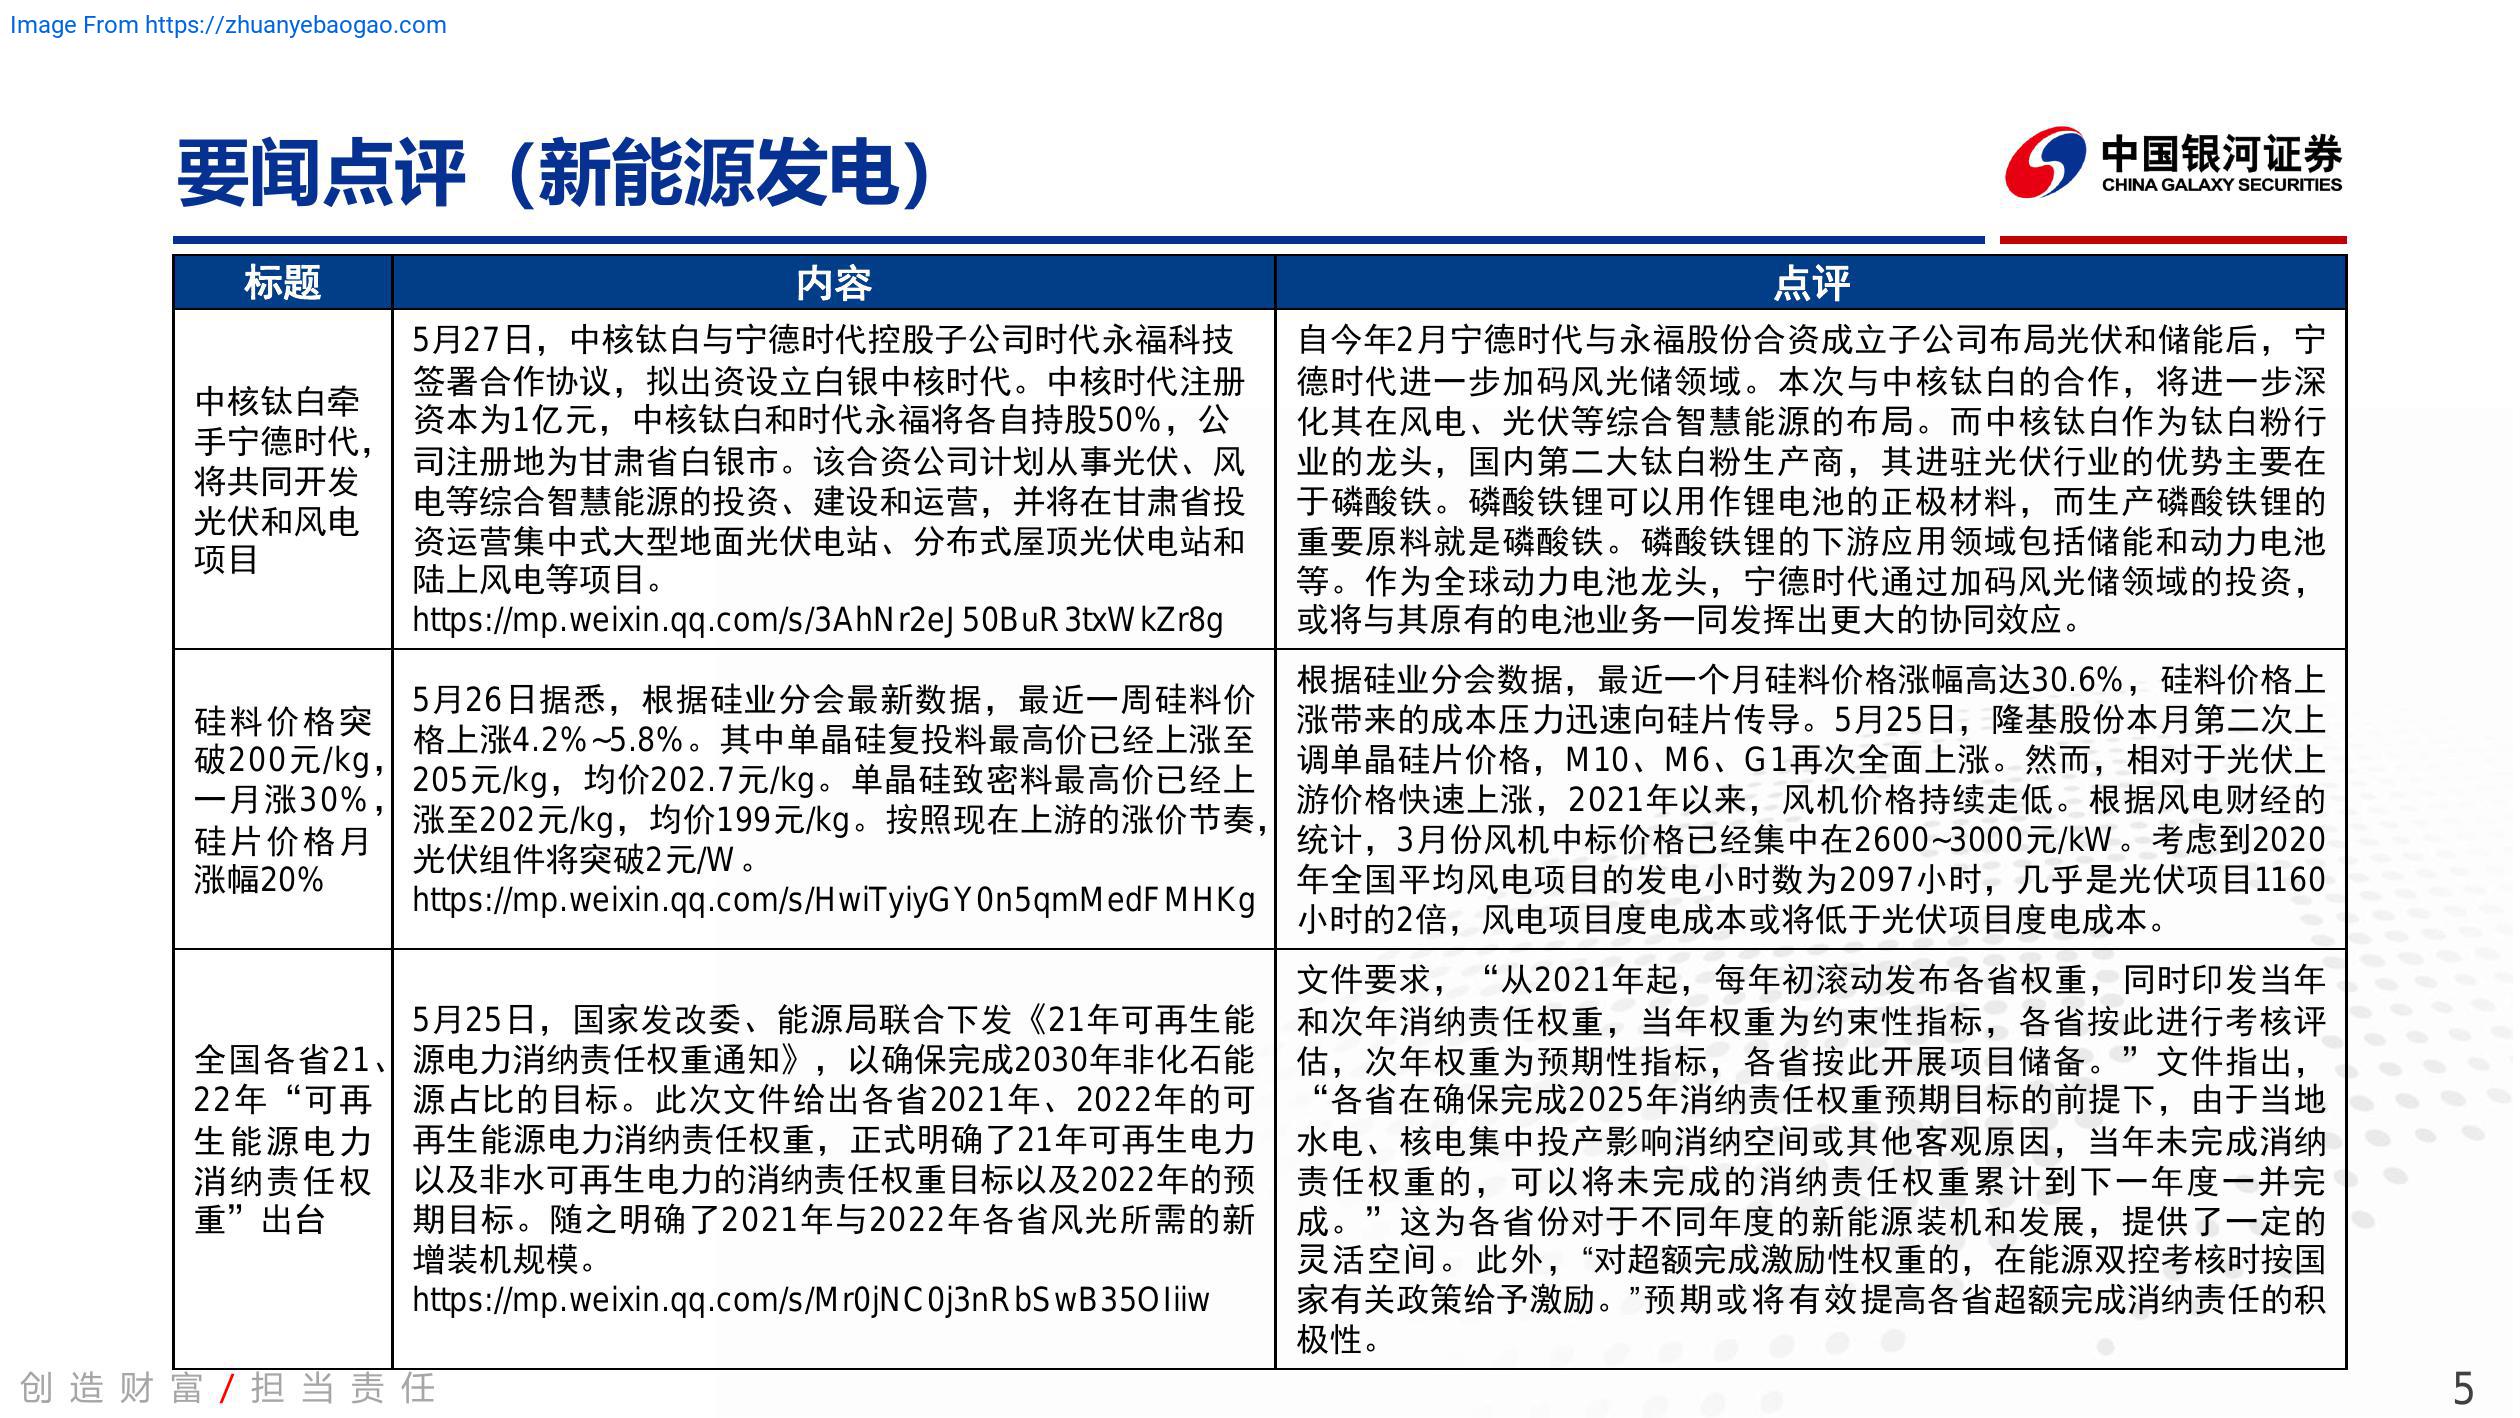 Image From https://zhuanyebaogao.com
要闻点评（新能源发电）
中国银河证券
CHINA GALAXY SECURITIES
标题
内容
点评
中核钛白牵
手宁德时代，
将共同开发
光伏和风电
项目
5月27日，中核钛白与宁德时代控股子公司时代永福科技
签署合作协议，拟出资设立白银中核时代。中核时代注册
资本为1亿元，中核钛白和时代永福将各自持股50%，公
司注册地为甘肃省白银市。该合资公司计划从事光伏、风
电等综合智慧能源的投资、建设和运营，并将在甘肃省投
资运营集中式大型地面光伏电站、分布式屋顶光伏电站和
陆上风电等项目。
https://mp.weixin.qq.com/s/3AhNr2eJ50BuR3txWkZr8g
自今年2月宁德时代与永福股份合资成立子公司布局光伏和储能后，宁
德时代进一步加码风光储领域。本次与中核钛白的合作，将进一步深
化其在风电、光伏等综合智慧能源的布局。而中核钛白作为钛白粉行
业的龙头，国内第二大钛白粉生产商，其进驻光伏行业的优势主要在
于磷酸铁。磷酸铁锂可以用作锂电池的正极材料，而生产磷酸铁锂的
重要原料就是磷酸铁。磷酸铁锂的下游应用领域包括储能和动力电池
等。作为全球动力电池龙头，宁德时代通过加码风光储领域的投资，
或将与其原有的电池业务一同发挥出更大的协同效应。
硅料价格突
破200元/kg，
一月涨30%，
硅片价格月
涨幅20%
5月26日据悉，根据硅业分会最新数据，最近一周硅料价
格上涨4.2%~5.8%。其中单晶硅复投料最高价已经上涨至
205元/kg，均价202.7元/kg。单晶硅致密料最高价已经上
涨至202元/kg，均价199元/kg。按照现在上游的涨价节奏，
光伏组件将突破2元/W。
https://mp.weixin.qq.com/s/HwiTyiyGY0n5qmMedFMHKg
根据硅业分会数据，最近一个月硅料价格涨幅高达30.6%，硅料价格上
涨带来的成本压力迅速向硅片传导。5月25日，隆基股份本月第二次上
调单晶硅片价格，M10、M6、G1再次全面上涨。然而，相对于光伏上
游价格快速上涨，2021年以来，风机价格持续走低。根据风电财经的
统计，3月份风机中标价格已经集中在2600~3000元/kW。考虑到2020
年全国平均风电项目的发电小时数为2097小时，几乎是光伏项目1160
小时的2倍，风电项目度电成本或将低于光伏项目度电成本。
全国各省21、
22年“可再
生能源电力
消纳责任权
重”出台
5月25日，国家发改委、能源局联合下发《21年可再生能
源电力消纳责任权重通知》，以确保完成2030年非化石能
源占比的目标。此次文件给出各省2021年、2022年的可
再生能源电力消纳责任权重，正式明确了21年可再生电力
以及非水可再生电力的消纳责任权重目标以及2022年的预
期目标。随之明确了2021年与2022年各省风光所需的新
增装机规模。
https://mp.weixin.qq.com/s/Mr0jNC0j3nRbSwB35OIiiw
文件要求，“从2021年起，每年初滚动发布各省权重，同时印发当年
和次年消纳责任权重，当年权重为约束性指标，各省按此进行考核评
估，次年权重为预期性指标，各省按此开展项目储备。”文件指出，
“各省在确保完成2025年消纳责任权重预期目标的前提下，由于当地
水电、核电集中投产影响消纳空间或其他客观原因，当年未完成消纳
责任权重的，可以将未完成的消纳责任权重累计到下一年度一并完
成。”这为各省份对于不同年度的新能源装机和发展，提供了一定的
灵活空间。此外，“对超额完成激励性权重的，在能源双控考核时按国
家有关政策给予激励。”预期或将有效提高各省超额完成消纳责任的积
极性。
创造财富/担当责任
5